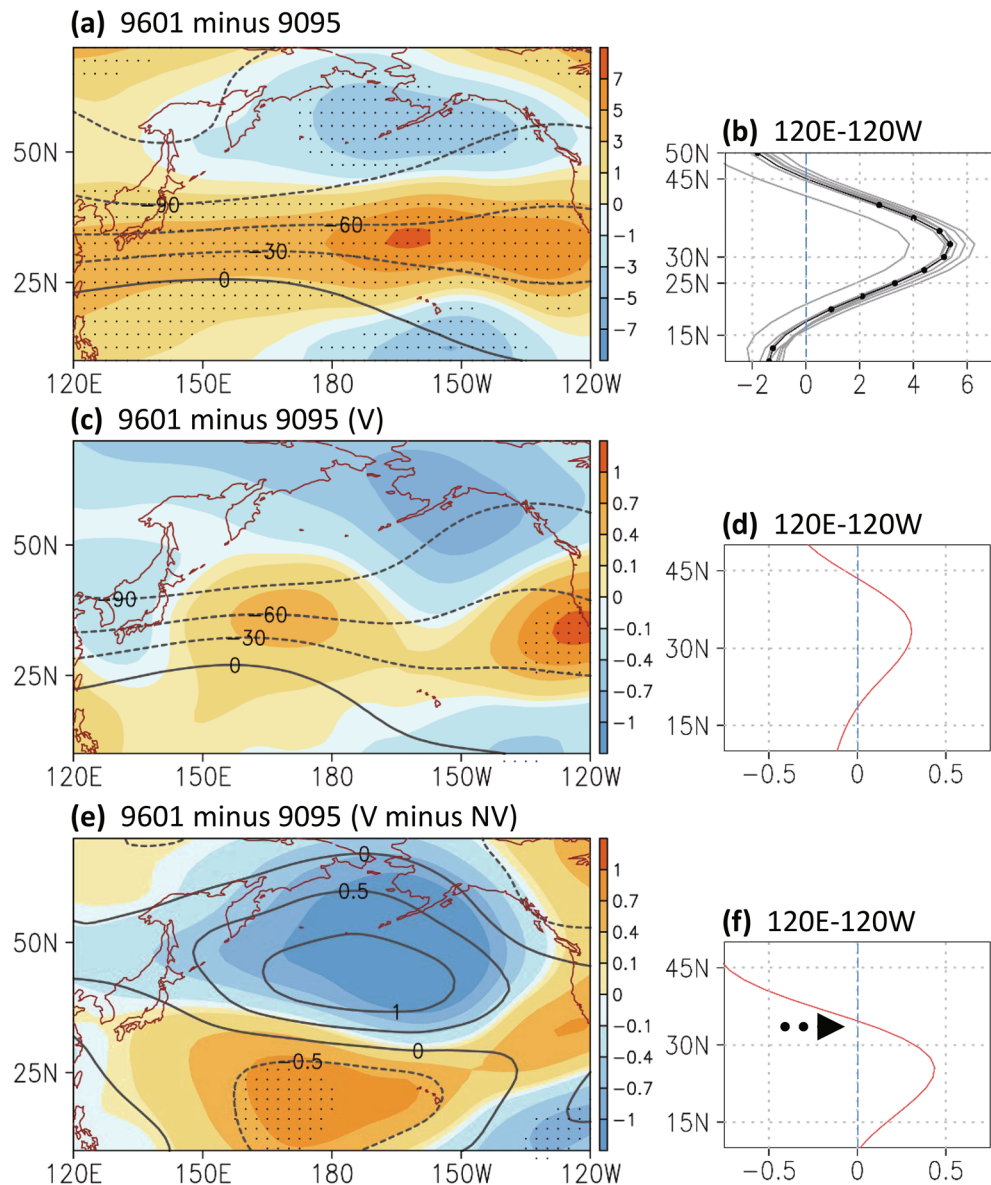 (a) 9601 minus 9095
50N
25N
120E
150E
180
150W
120W
−90
−60
−30
0
7
5
3
1
0
−1
−3
−5
−7
(b) 120E-120W
50N
45N
30N
25N
15N
−2
0
2
4
6
(c) 9601 minus 9095 (V)
50N
25N
120E
150E
180
150W
120W
−90
−60
−30
0
1
0.7
0.4
0.1
0
−0.1
−0.4
−0.7
−1
(d) 120E-120W
45N
30N
15N
−0.5
0
0.5
(e) 9601 minus 9095 (V minus NV)
50N
25N
120E
150E
180
150W
120W
0
0.5
1
0
−0.5
1
0.7
0.4
0.1
0
−0.1
−0.4
−0.7
−1
(f) 120E-120W
45N
30N
15N
−0.5
0
0.5